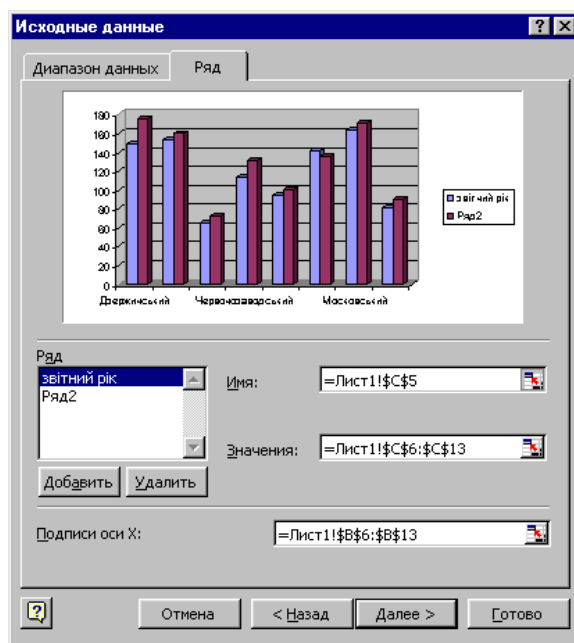 Исходные данные
Диапазон данных Ряд
180
160
140
120
100
80
60
40
20
0
Дзержинський Червонозаводський Московський
звітний рік
Ряд2
Ряд
звітний рік
Ряд2
Имя: =Лист1!$C$5
Значения: =Лист1!$C$6:$C$13
Добавить Удалить
Подписи оси X: =Лист1!$B$6:$B$13
Отмена < Назад Далее > Готово